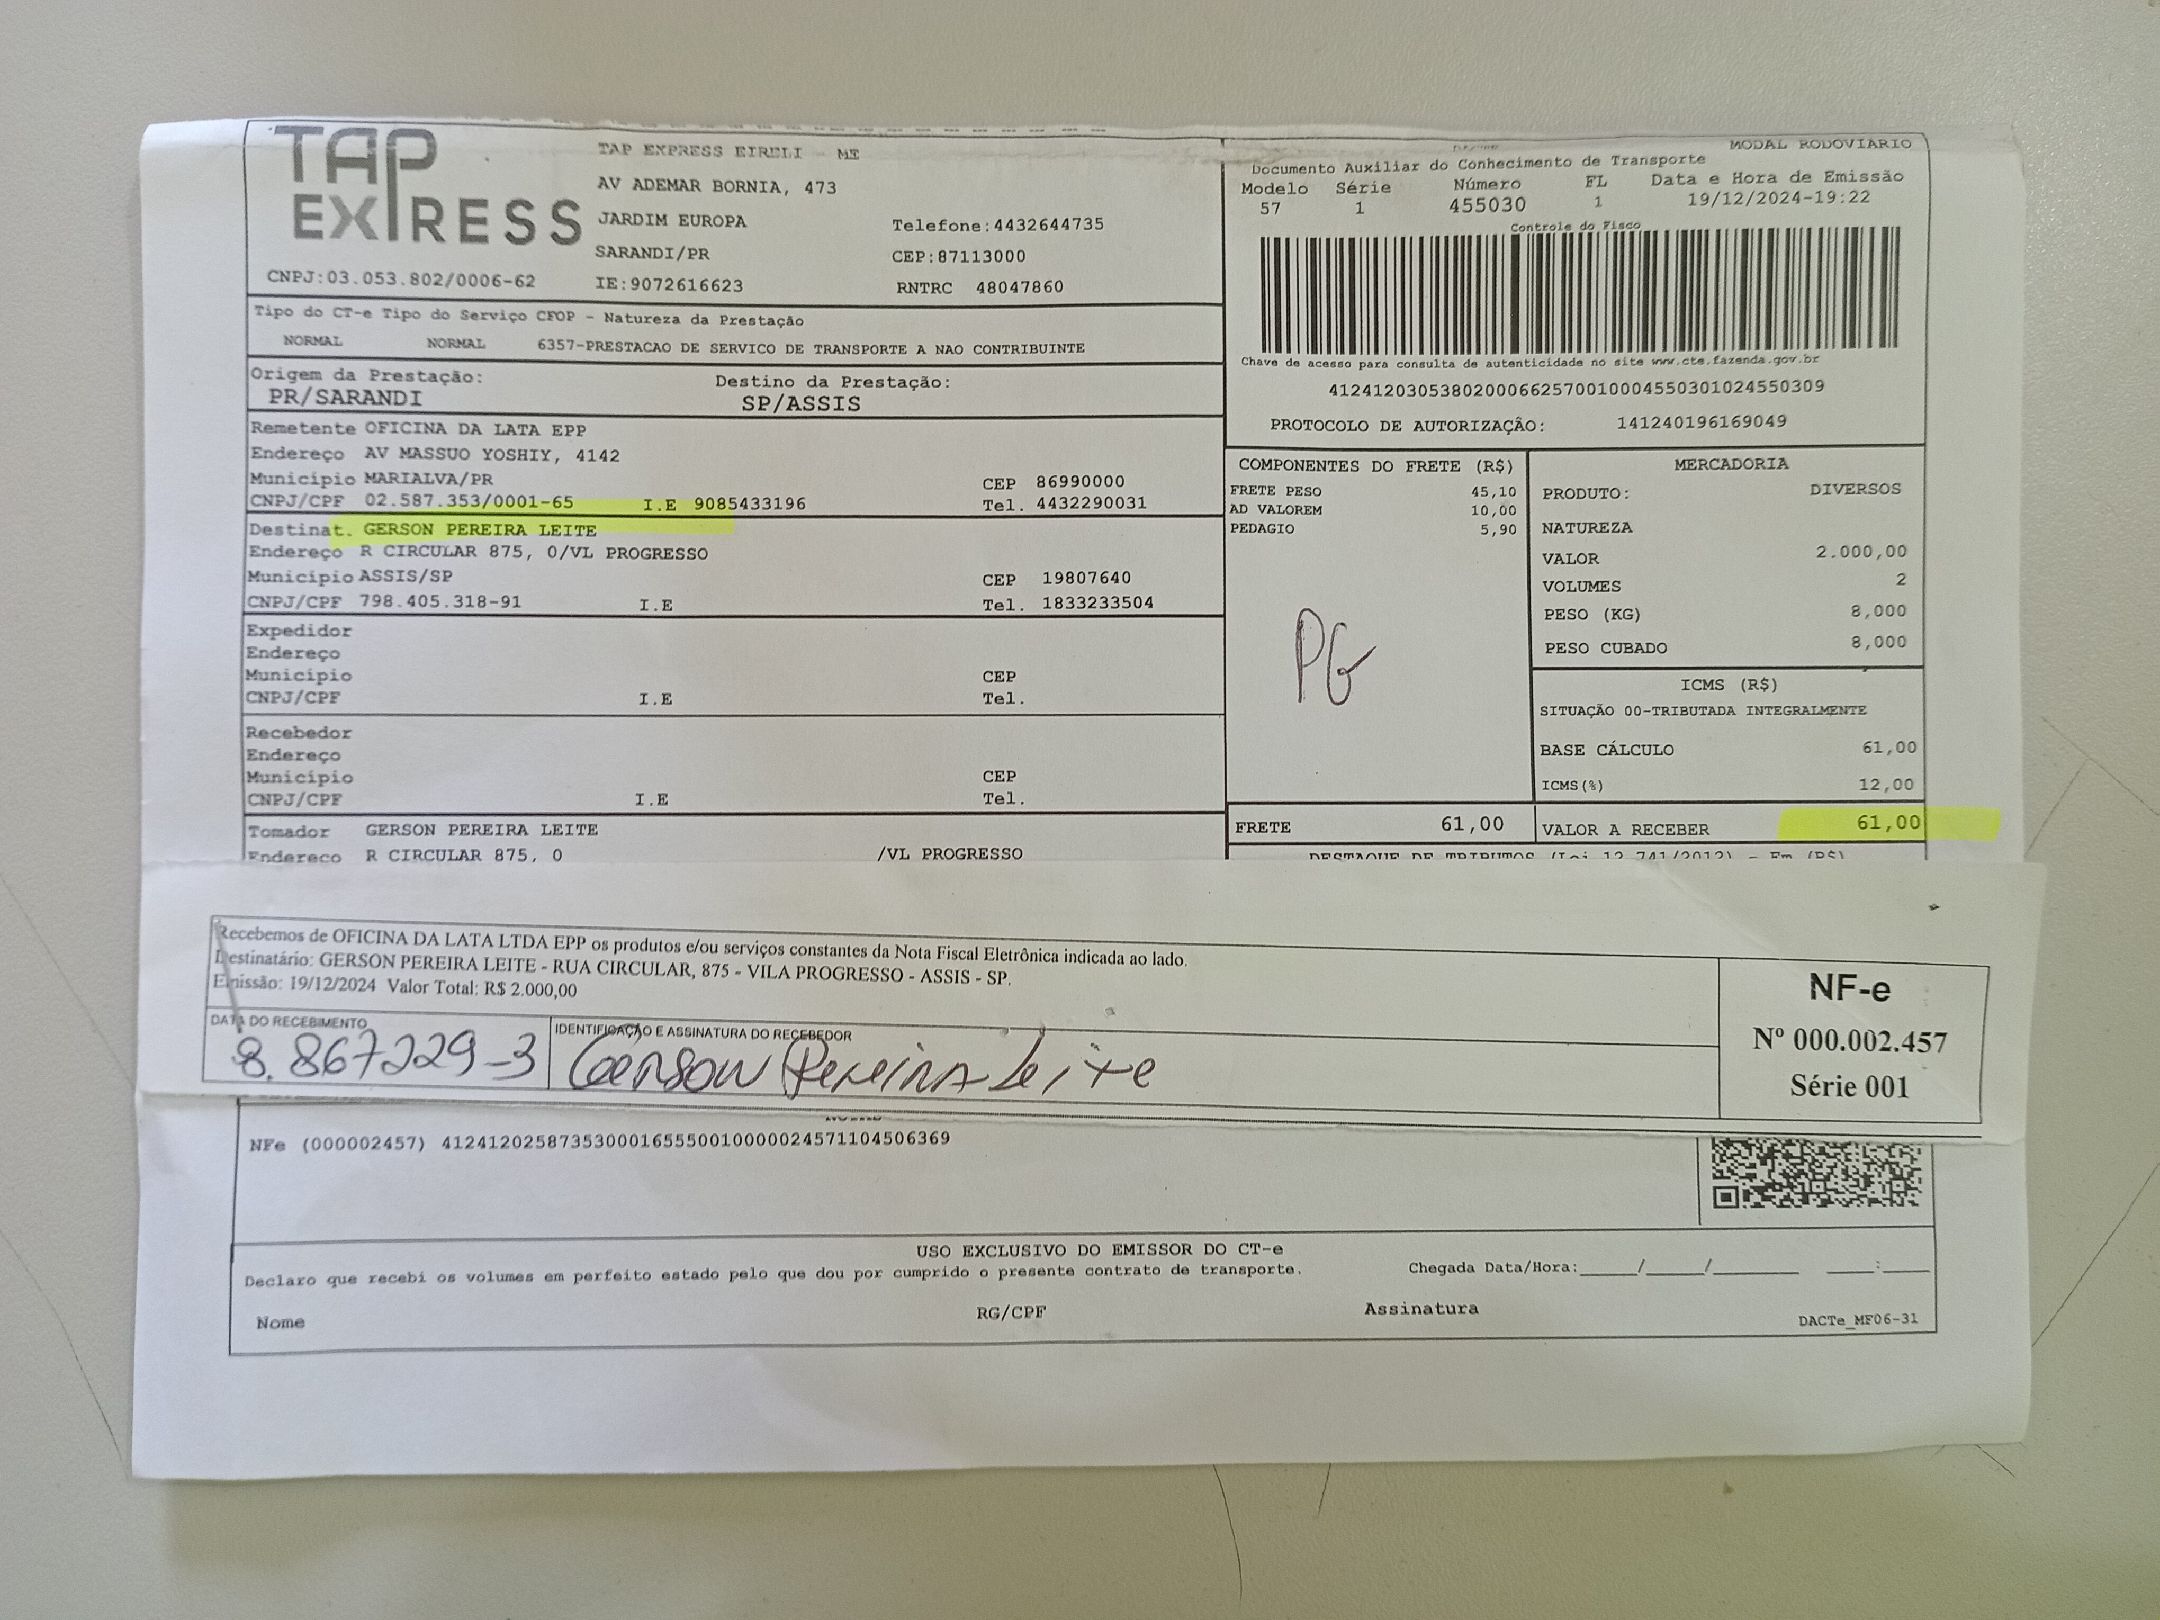 TAP EXPRESS
TAP EXPRESS EIRELI - ME
AV ADEMAR BORNIA, 473
JARDIM EUROPA
Telefone:4432644735
SARANDI/PR
CEP:87113000
CNPJ:03.053.802/0006-62
IE:9072616623
RNTRC 48047860
MODAL RODOVIARIO
Documento Auxiliar do Conhecimento de Transporte
Modelo Série Número FL Data e Hora de Emissão
57 1 455030 1 19/12/2024-19:22
Controle do Fisco
Chave de acesso para consulta de autenticidade no site www.cte.fazenda.gov.br
41241203053802000662570010004550301024550309
PROTOCOLO DE AUTORIZAÇÃO: 141240196169049
Tipo do CT-e Tipo do Serviço CFOP - Natureza da Prestação
NORMAL NORMAL 6357-PRESTACAO DE SERVICO DE TRANSPORTE A NAO CONTRIBUINTE
Origem da Prestação: Destino da Prestação:
PR/SARANDI SP/ASSIS
Remetente OFICINA DA LATA EPP
Endereço AV MASSUO YOSHIY, 4142
Município MARIALVA/PR CEP 86990000
CNPJ/CPF 02.587.353/0001-65 I.E 9085433196 Tel. 4432290031
Destinat. GERSON PEREIRA LEITE
Endereço R CIRCULAR 875, 0/VL PROGRESSO
Município ASSIS/SP CEP 19807640
CNPJ/CPF 798.405.318-91 I.E Tel. 1833233504
Expedidor
Endereço
Município CEP
CNPJ/CPF I.E Tel.
Recebedor
Endereço
Município CEP
CNPJ/CPF I.E Tel.
Tomador GERSON PEREIRA LEITE
Endereço R CIRCULAR 875, 0 /VL PROGRESSO
COMPONENTES DO FRETE (R$)
FRETE PESO 45,10
AD VALOREM 10,00
PEDAGIO 5,90
PG
MERCADORIA
PRODUTO: DIVERSOS
NATUREZA
VALOR 2.000,00
VOLUMES 2
PESO (KG) 8,000
PESO CUBADO 8,000
ICMS (R$)
SITUAÇÃO 00-TRIBUTADA INTEGRALMENTE
BASE CÁLCULO 61,00
ICMS(%) 12,00
FRETE 61,00 VALOR A RECEBER 61,00
DESTAQUE DE TRIBUTOS (Lei 12.741/2012) - Em (R$)
Recebemos de OFICINA DA LATA LTDA EPP os produtos e/ou serviços constantes da Nota Fiscal Eletrônica indicada ao lado.
Destinatário: GERSON PEREIRA LEITE - RUA CIRCULAR, 875 - VILA PROGRESSO - ASSIS - SP.
Emissão: 19/12/2024 Valor Total: R$ 2.000,00
DATA DO RECEBIMENTO
8.867229-3
IDENTIFICAÇÃO E ASSINATURA DO RECEBEDOR
Gerson Pereira Leite
NF-e
Nº 000.002.457
Série 001
NFe (000002457) 41241202587353000165550010000024571104506369
USO EXCLUSIVO DO EMISSOR DO CT-e
Declaro que recebi os volumes em perfeito estado pelo que dou por cumprido o presente contrato de transporte. Chegada Data/Hora:_____/_____/_______ ____:____
Nome RG/CPF Assinatura
DACTe_MF06-31